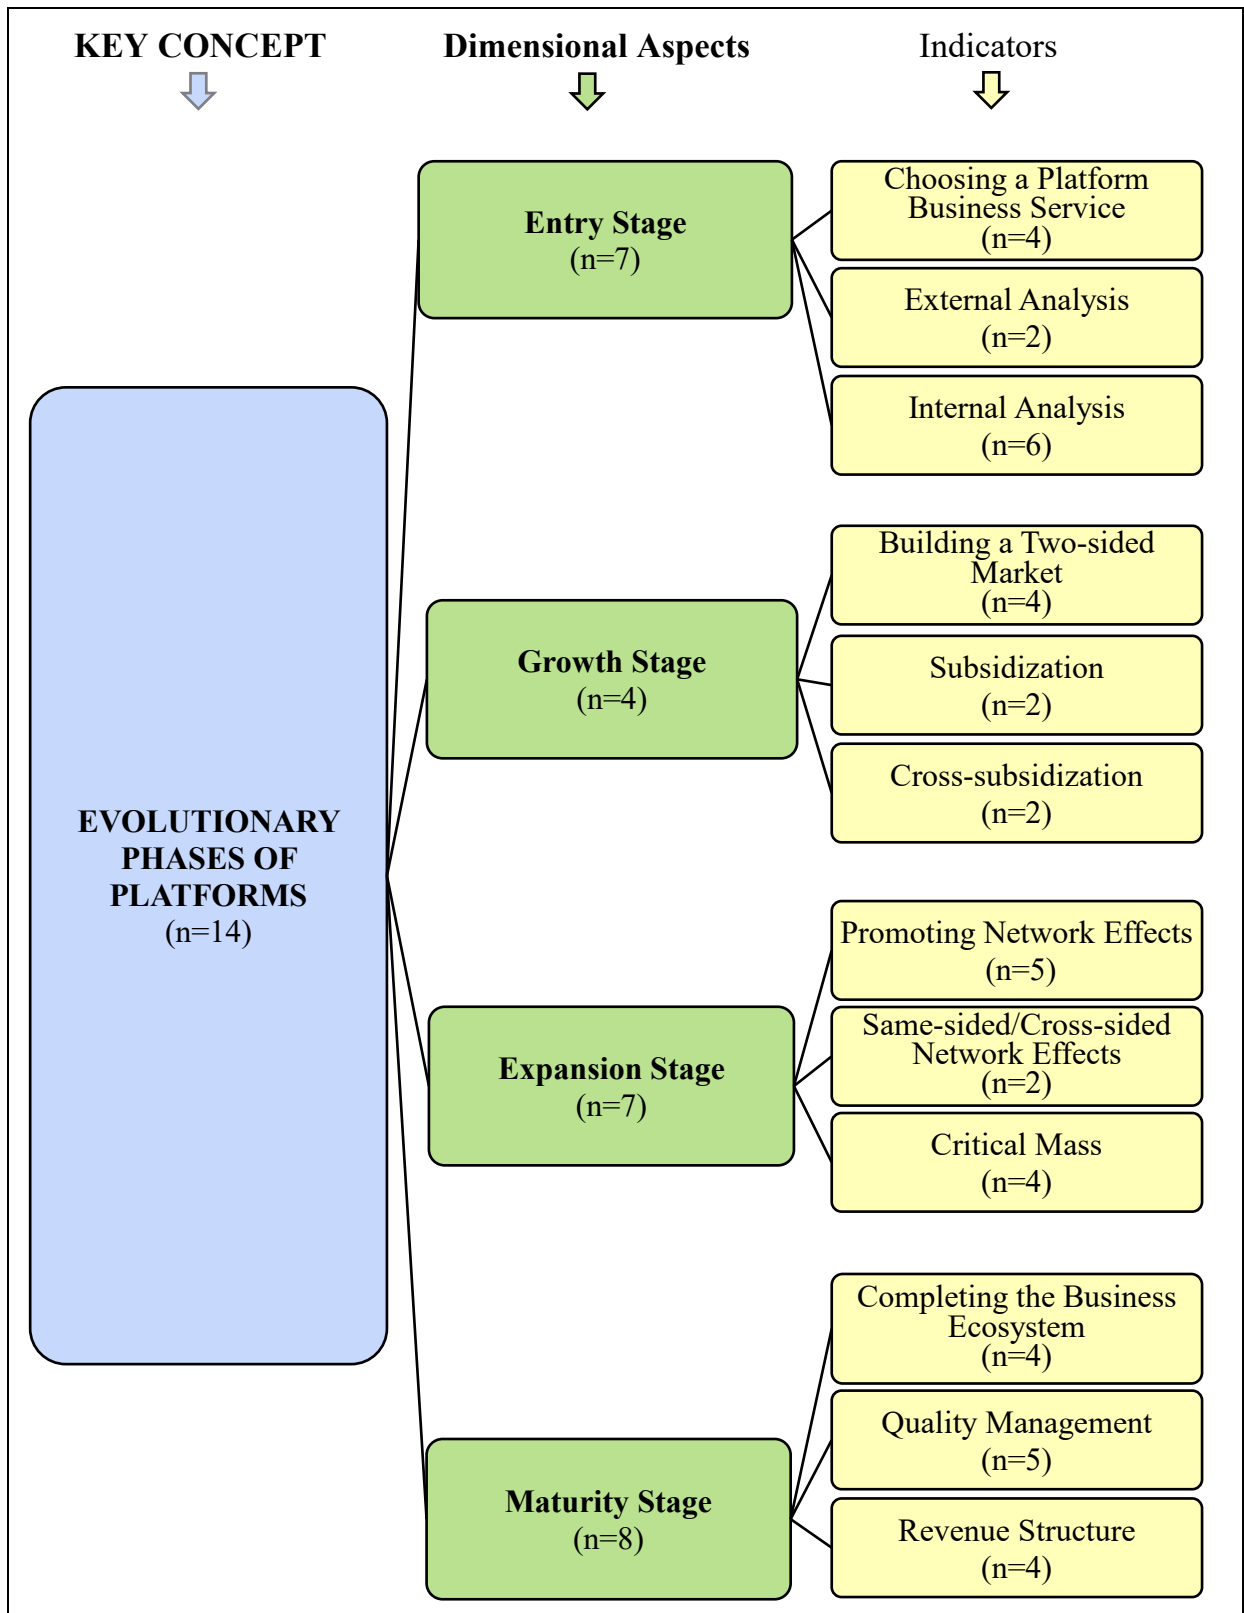 KEY CONCEPT
Dimensional Aspects
Indicators
EVOLUTIONARY
PHASES OF
PLATFORMS
(n=14)
Entry Stage
(n=7)
Choosing a Platform
Business Service
(n=4)
External Analysis
(n=2)
Internal Analysis
(n=6)
Growth Stage
(n=4)
Building a Two-sided
Market
(n=4)
Subsidization
(n=2)
Cross-subsidization
(n=2)
Expansion Stage
(n=7)
Promoting Network Effects
(n=5)
Same-sided/Cross-sided
Network Effects
(n=2)
Critical Mass
(n=4)
Maturity Stage
(n=8)
Completing the Business
Ecosystem
(n=4)
Quality Management
(n=5)
Revenue Structure
(n=4)